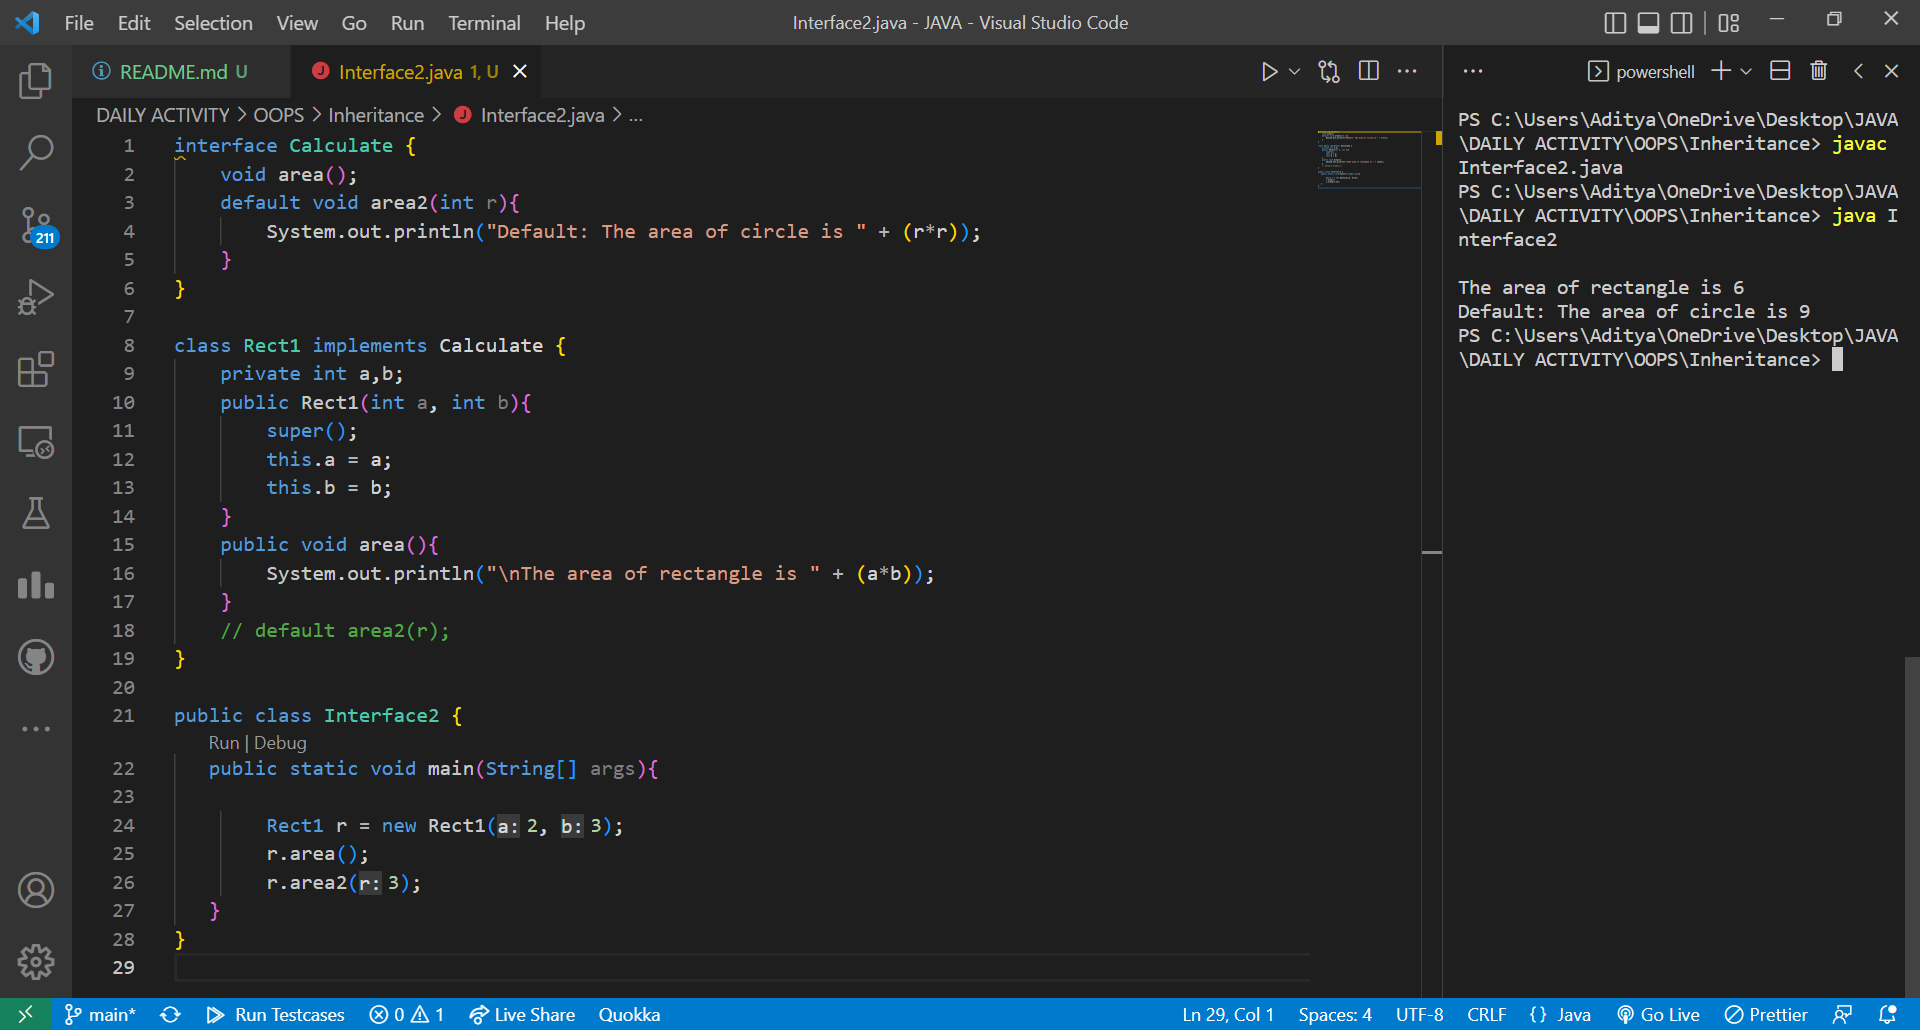 File Edit Selection View Go Run Terminal Help
Interface2.java - JAVA - Visual Studio Code
README.md U
J Interface2.java 1, U
powershell
DAILY ACTIVITY > OOPS > Inheritance > J Interface2.java > ...
211
1 interface Calculate {
2     void area();
3     default void area2(int r){
4         System.out.println("Default: The area of circle is " + (r*r));
5     }
6 }
7
8 class Rect1 implements Calculate {
9     private int a,b;
10     public Rect1(int a, int b){
11         super();
12         this.a = a;
13         this.b = b;
14     }
15     public void area(){
16         System.out.println("\nThe area of rectangle is " + (a*b));
17     }
18     // default area2(r);
19 }
20
21 public class Interface2 {
Run | Debug
22    public static void main(String[] args){
23
24         Rect1 r = new Rect1(a: 2, b: 3);
25         r.area();
26         r.area2(r: 3);
27    }
28 }
29
PS C:\Users\Aditya\OneDrive\Desktop\JAVA
\DAILY ACTIVITY\OOPS\Inheritance> javac
Interface2.java
PS C:\Users\Aditya\OneDrive\Desktop\JAVA
\DAILY ACTIVITY\OOPS\Inheritance> java I
nterface2
The area of rectangle is 6
Default: The area of circle is 9
PS C:\Users\Aditya\OneDrive\Desktop\JAVA
\DAILY ACTIVITY\OOPS\Inheritance>
main* Run Testcases 0 1 Live Share Quokka
Ln 29, Col 1 Spaces: 4 UTF-8 CRLF {} Java Go Live Prettier